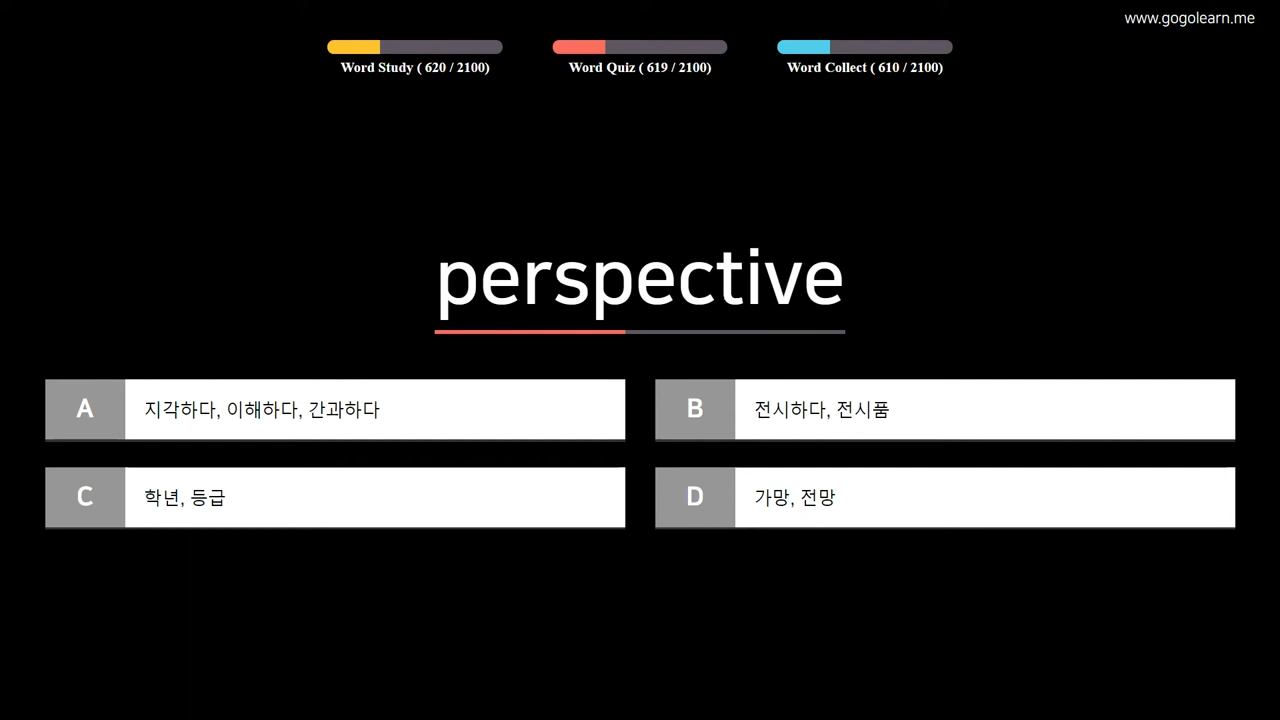 www.gogolearn.me
Word Study ( 620 / 2100) Word Quiz ( 619 / 2100) Word Collect ( 610 / 2100)
perspective
A 지각하다, 이해하다, 간과하다
B 전시하다, 전시품
C 학년, 등급
D 가망, 전망